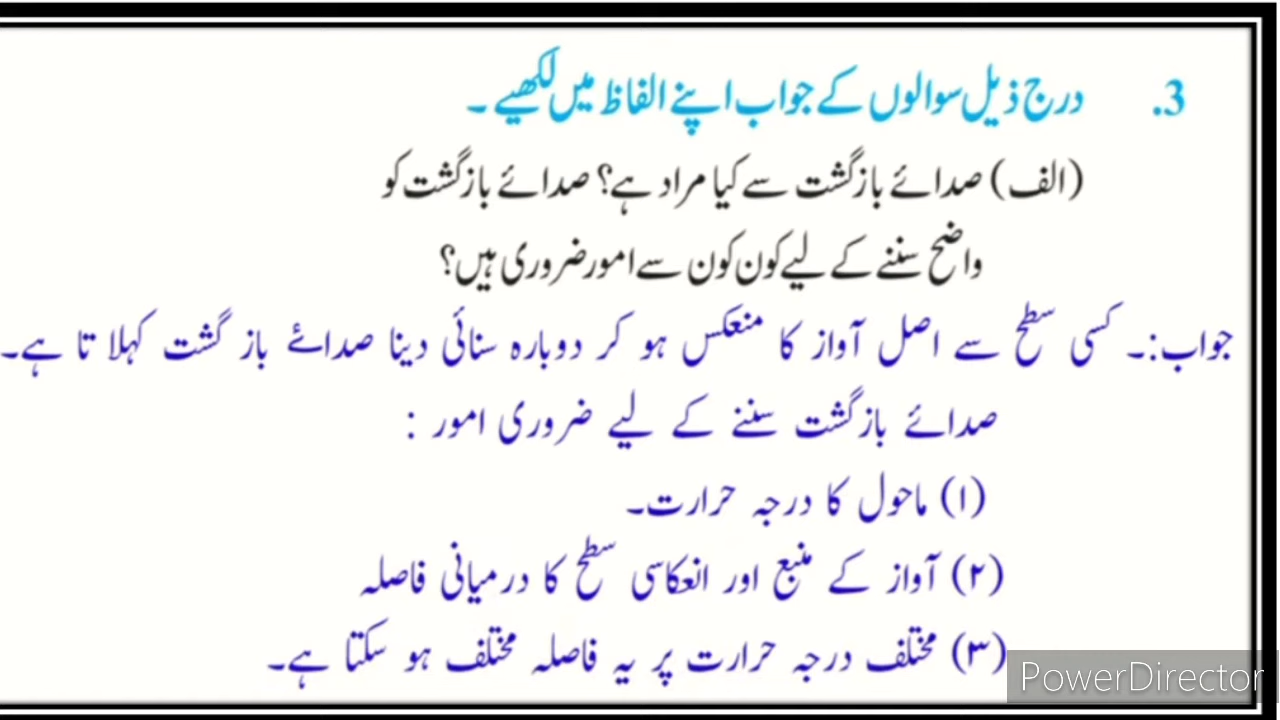 3. درج ذیل سوالوں کے جواب اپنے الفاظ میں لکھیے ۔
(الف) صدائے بازگشت سے کیا مراد ہے؟ صدائے بازگشت کو
واضح سننے کے لیے کون کون سے امور ضروری ہیں؟
جواب:۔ کسی سطح سے اصل آواز کا منعکس ہو کر دوبارہ سنائی دینا صدائے باز گشت کہلا تا ہے۔
صدائے بازگشت سننے کے لیے ضروری امور :
(۱) ماحول کا درجہ حرارت۔
(۲) آواز کے منبع اور انعکاسی سطح کا درمیانی فاصلہ
(۳) مختلف درجہ حرارت پر یہ فاصلہ مختلف ہو سکتا ہے۔
PowerDirector